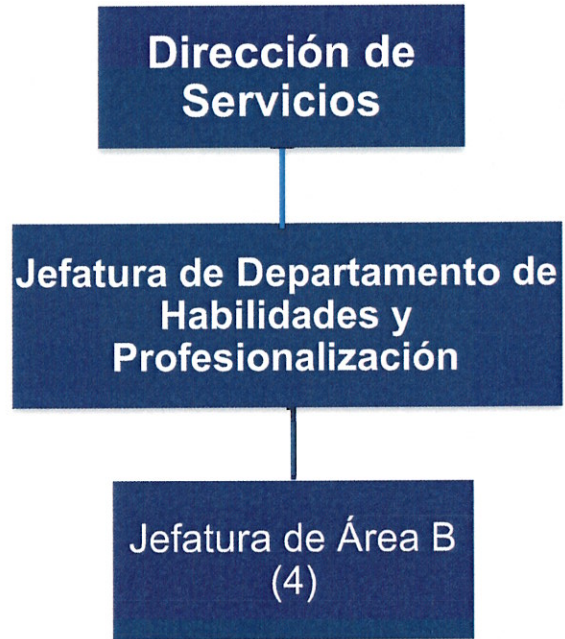 Dirección de
Servicios
Jefatura de Departamento de
Habilidades y
Profesionalización
Jefatura de Área B
(4)